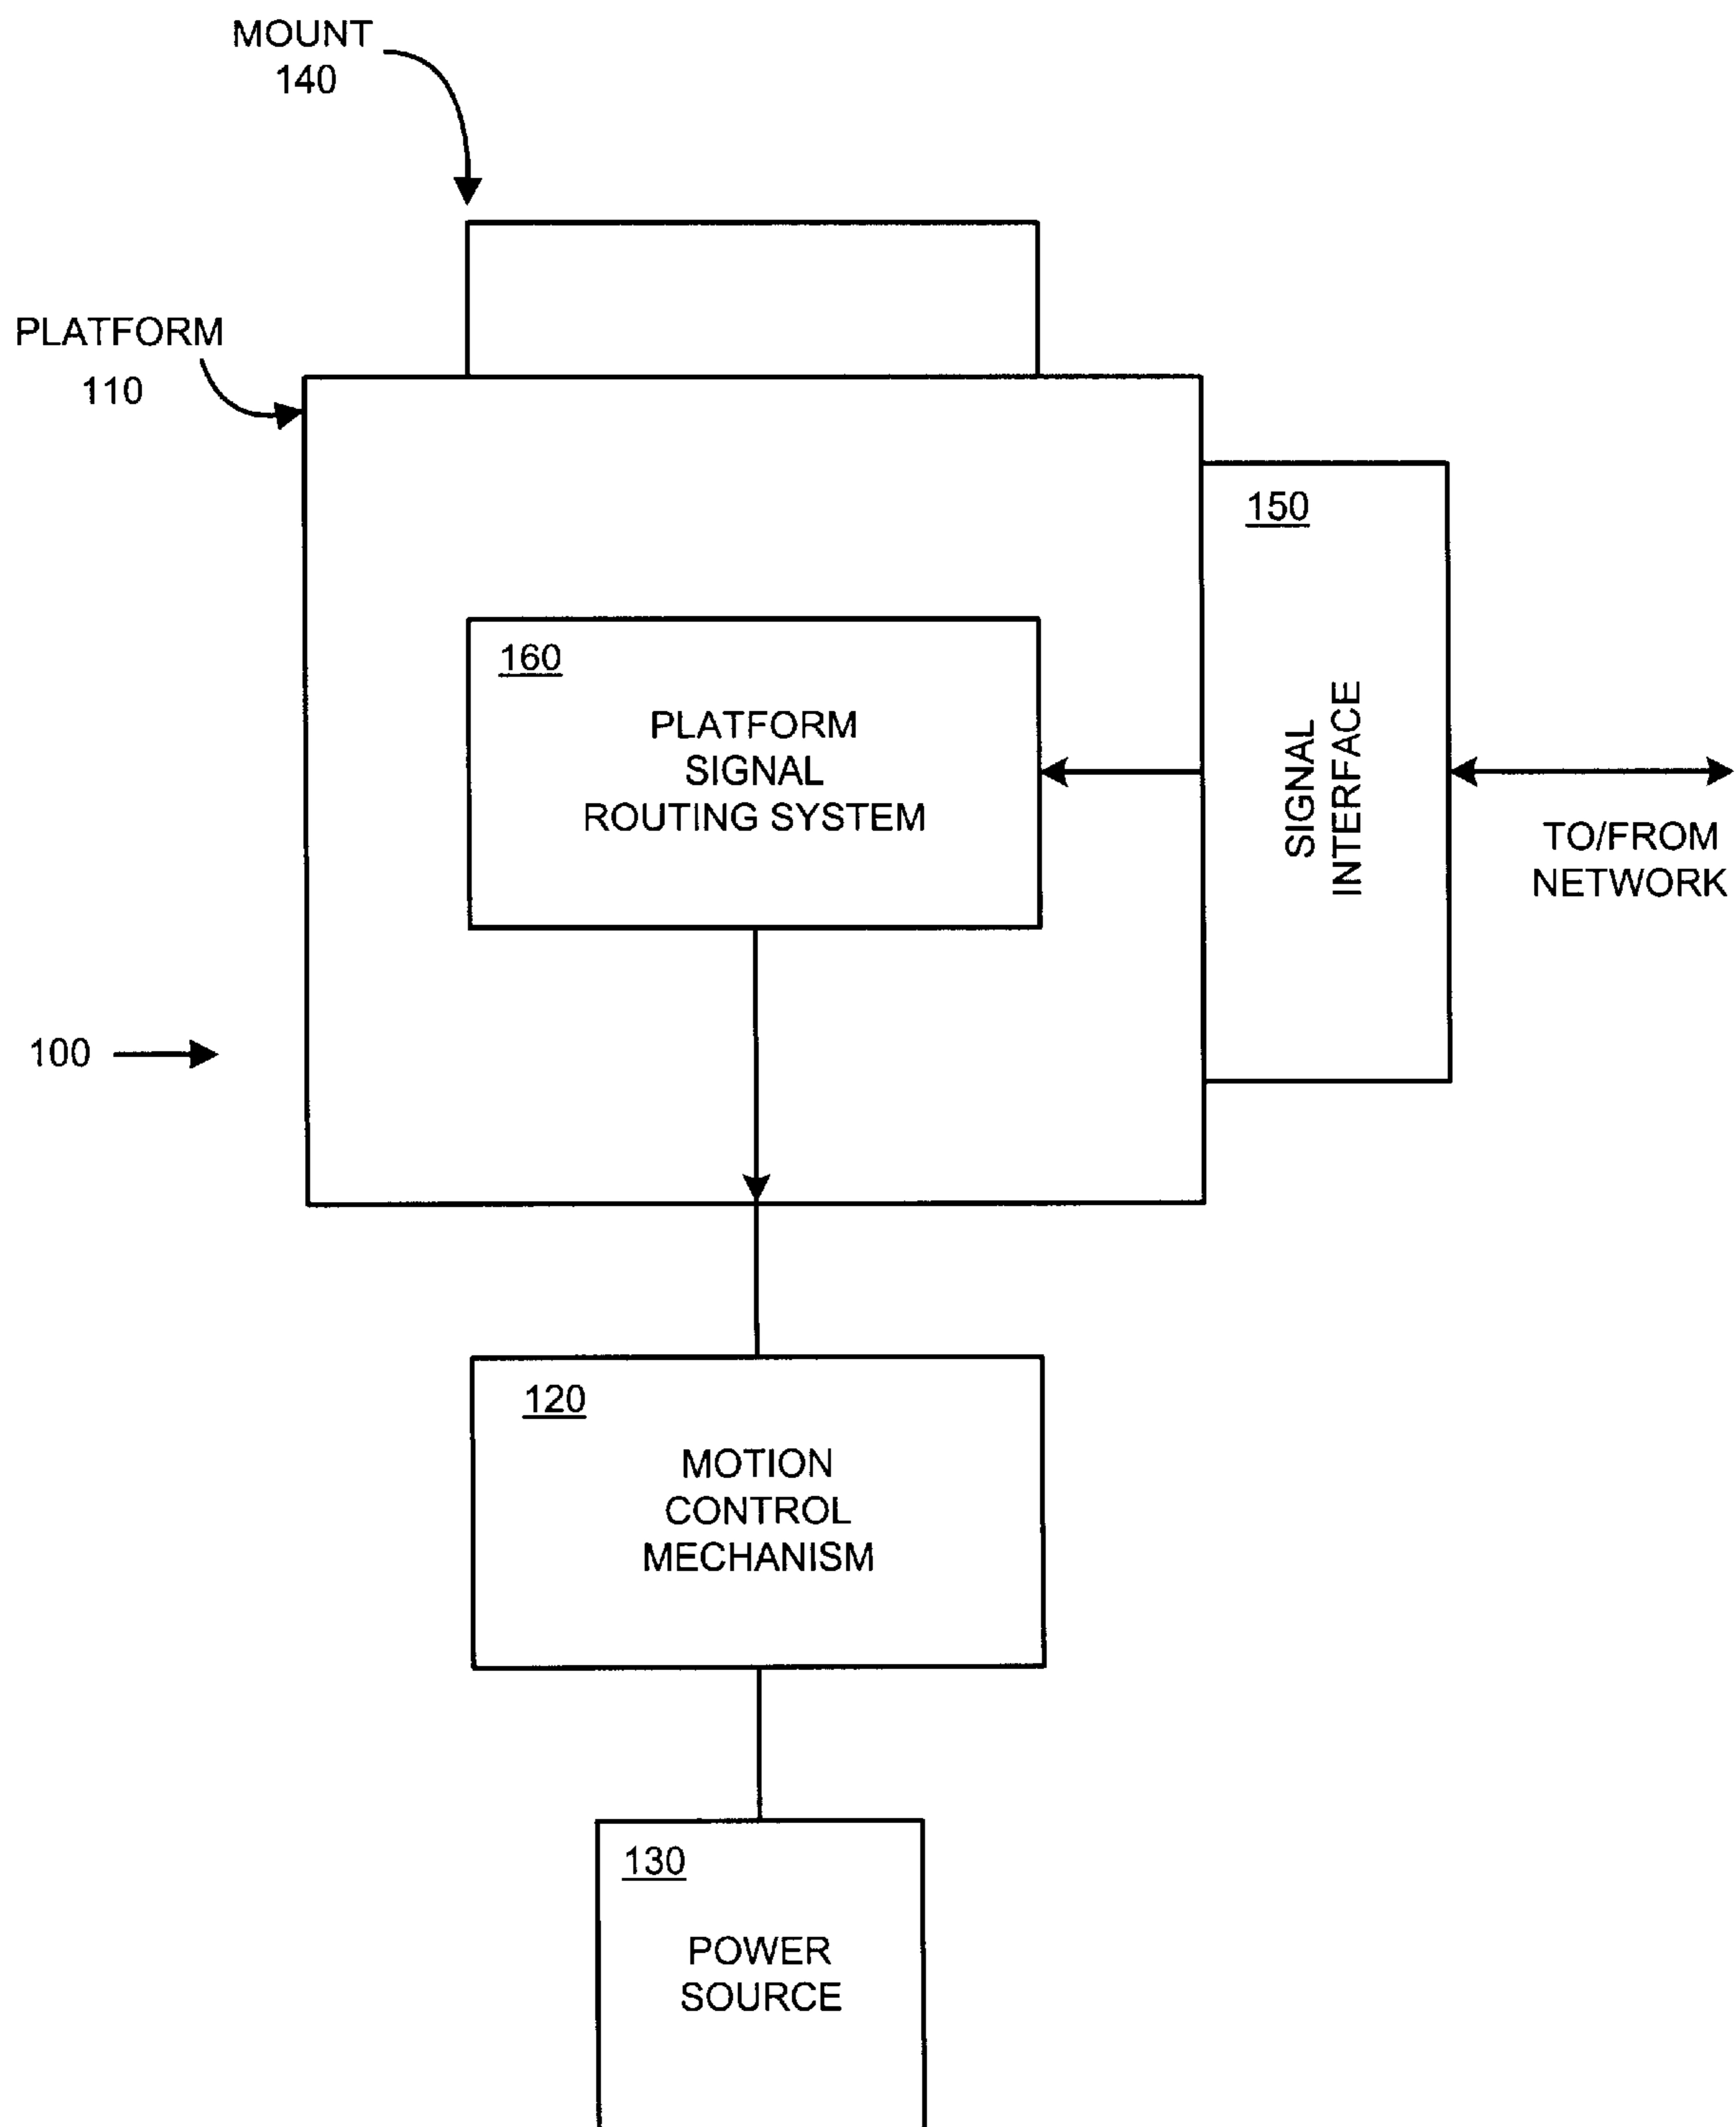 MOUNT
140
PLATFORM
110
150
SIGNAL
INTERFACE
160
PLATFORM
SIGNAL
ROUTING SYSTEM
TO/FROM
NETWORK
100
120
MOTION
CONTROL
MECHANISM
130
POWER
SOURCE